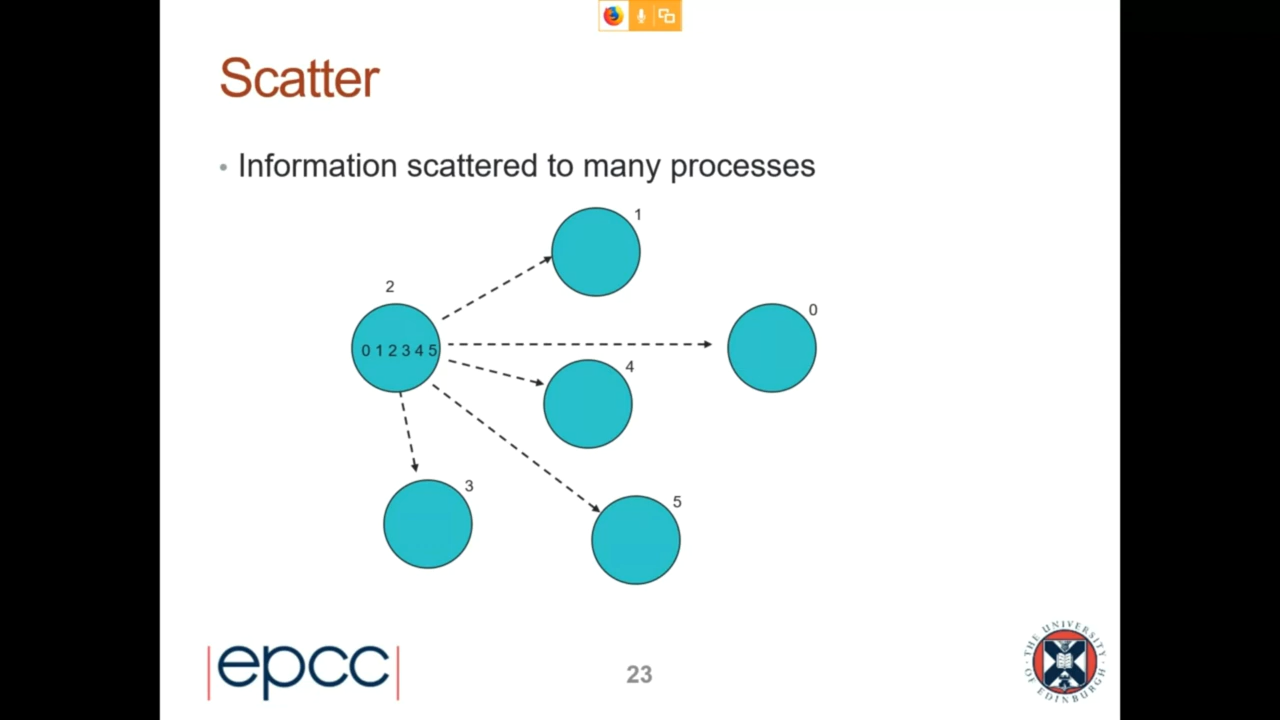 Scatter
• Information scattered to many processes
1
2
0
0 1 2 3 4 5
4
3
5
epcc
23
THE UNIVERSITY
OF EDINBURGH